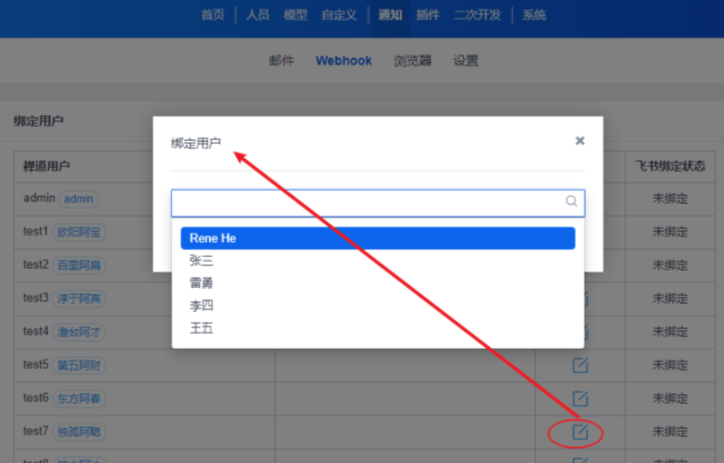 首页 | 人员 模型 自定义 | 通知 插件 二次开发 | 系统
邮件 Webhook 浏览器 设置
绑定用户
绑定用户
禅道用户 飞书绑定状态
admin admin 未绑定
test1 欧阳阿宝 未绑定
Rene He
test2 百里阿麻 未绑定
张三
雷勇
test3 淳于阿宾 未绑定
李四
test4 澹台阿才 未绑定
王五
test5 第五阿财 未绑定
test6 东方阿春 未绑定
test7 独孤阿聪 未绑定